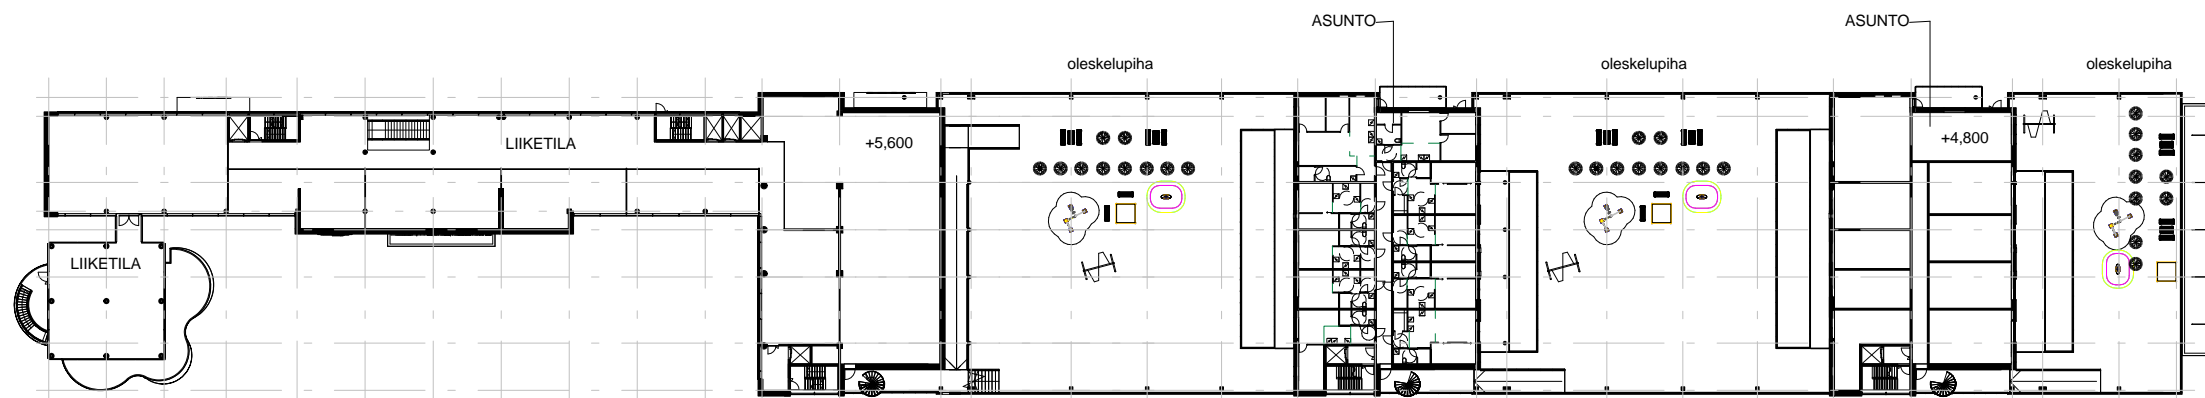 ASUNTO
ASUNTO
oleskelupiha
oleskelupiha
oleskelupiha
LIIKETILA
+5,600
+4,800
LIIKETILA